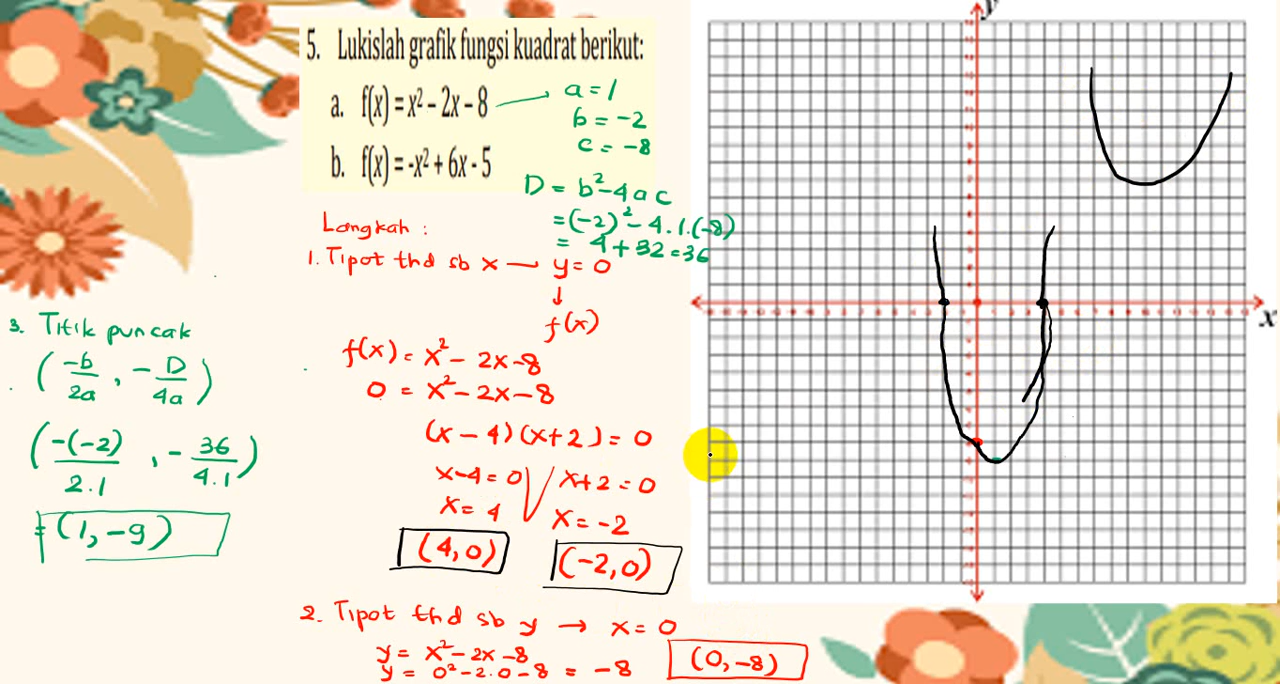 5. Lukislah grafik fungsi kuadrat berikut:
a. f(x) = x² – 2x – 8
b. f(x) = -x² + 6x - 5
a = 1
b = -2
c = -8
D = b² - 4ac
= (-2)² - 4.1.(-8)
= 4 + 32 = 36
Langkah :
1. Tipot thd sb x — y = 0
↓
f(x)
f(x) = x² - 2x - 8
0 = x² - 2x - 8
(x - 4)(x + 2) = 0
x - 4 = 0 ∨ x + 2 = 0
x = 4 x = -2
(4,0) (-2,0)
2. Tipot thd sb y → x = 0
y = x² - 2x - 8
y = 0² - 2.0 - 8 = -8 (0,-8)
3. Titik puncak
(-b/2a , - D/4a)
(-(-2)/2.1 , - 36/4.1)
= (1,-9)
y
x